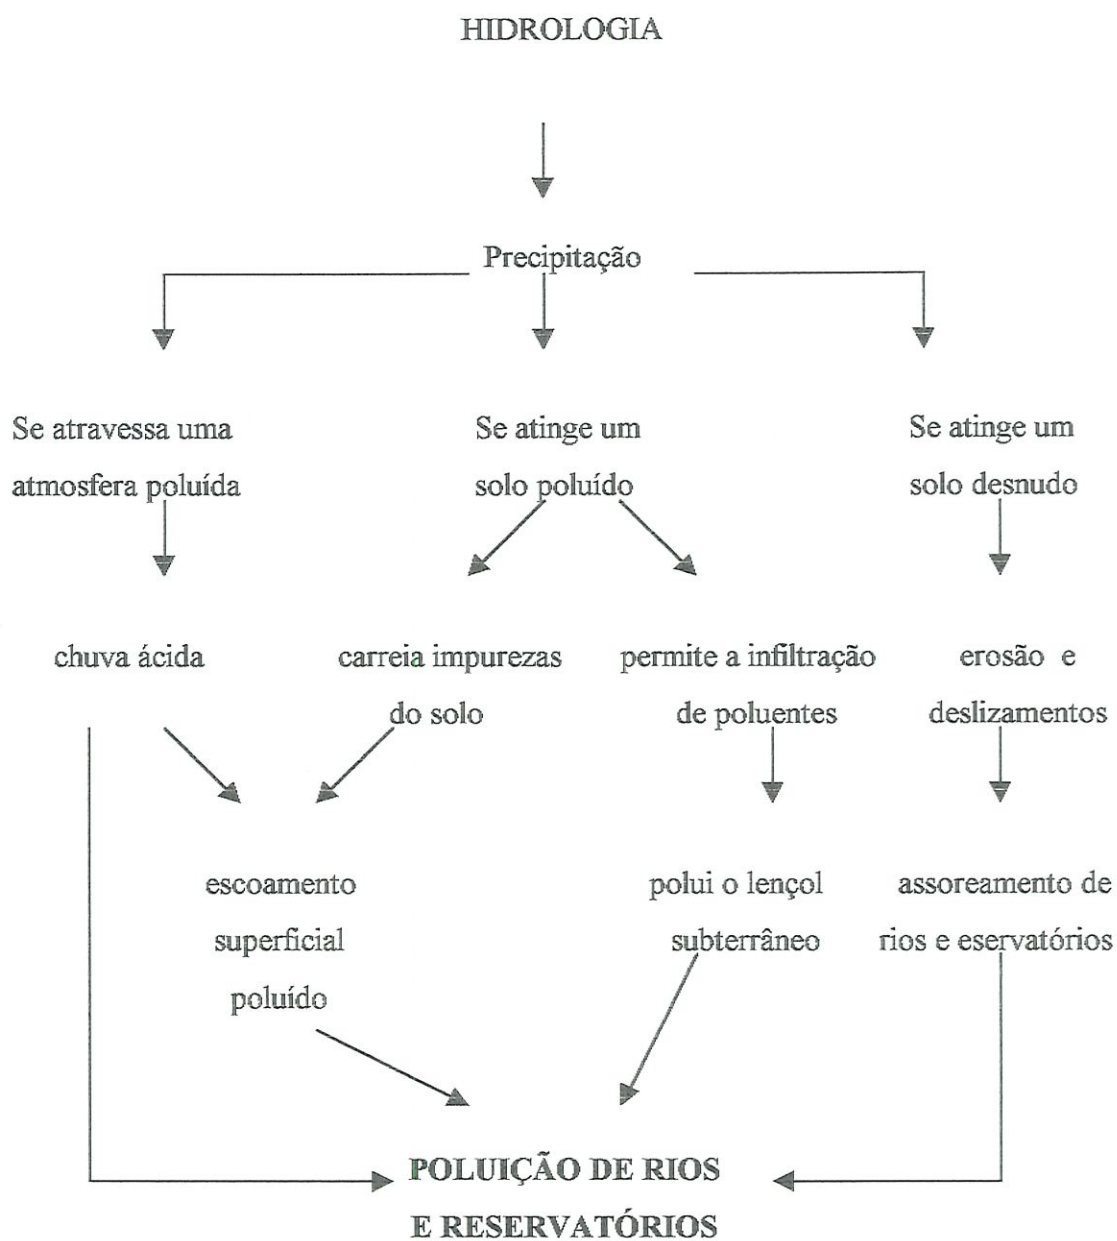 HIDROLOGIA
Precipitação
Se atravessa uma
atmosfera poluída
Se atinge um
solo poluído
Se atinge um
solo desnudo
chuva ácida
carreia impurezas
do solo
permite a infiltração
de poluentes
erosão e
deslizamentos
escoamento
superficial
poluído
polui o lençol
subterrâneo
assoreamento de
rios e eservatórios
POLUIÇÃO DE RIOS
E RESERVATÓRIOS